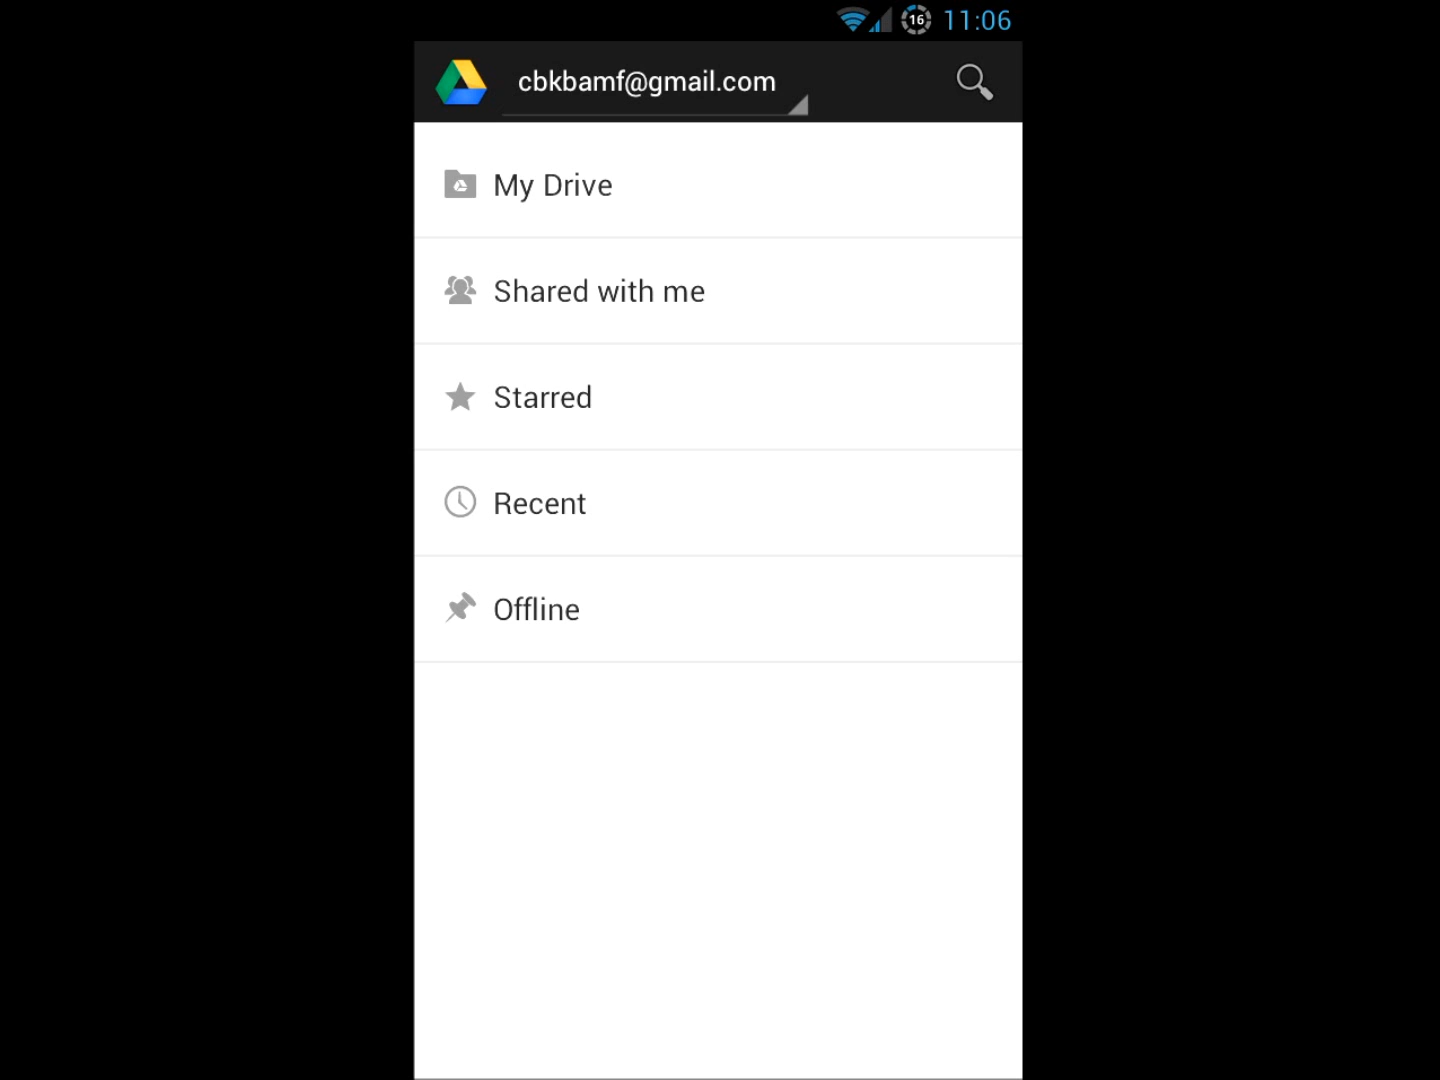 16 11:06
cbkbamf@gmail.com
My Drive
Shared with me
Starred
Recent
Offline